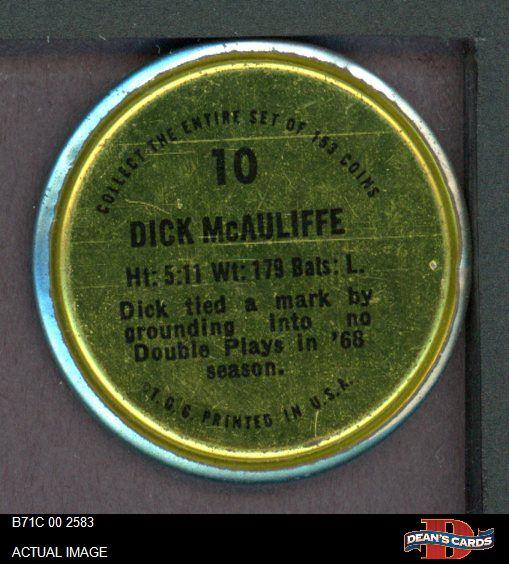 COLLECT THE ENTIRE SET OF 153 COINS
10
DICK McAULIFFE
Ht: 5:11 Wt: 179 Bats: L.
Dick tied a mark by
grounding into no
Double Plays in '68
season.
©T.C.G. PRINTED IN U.S.A.
B71C 00 2583
ACTUAL IMAGE
D
DEAN'S CARDS